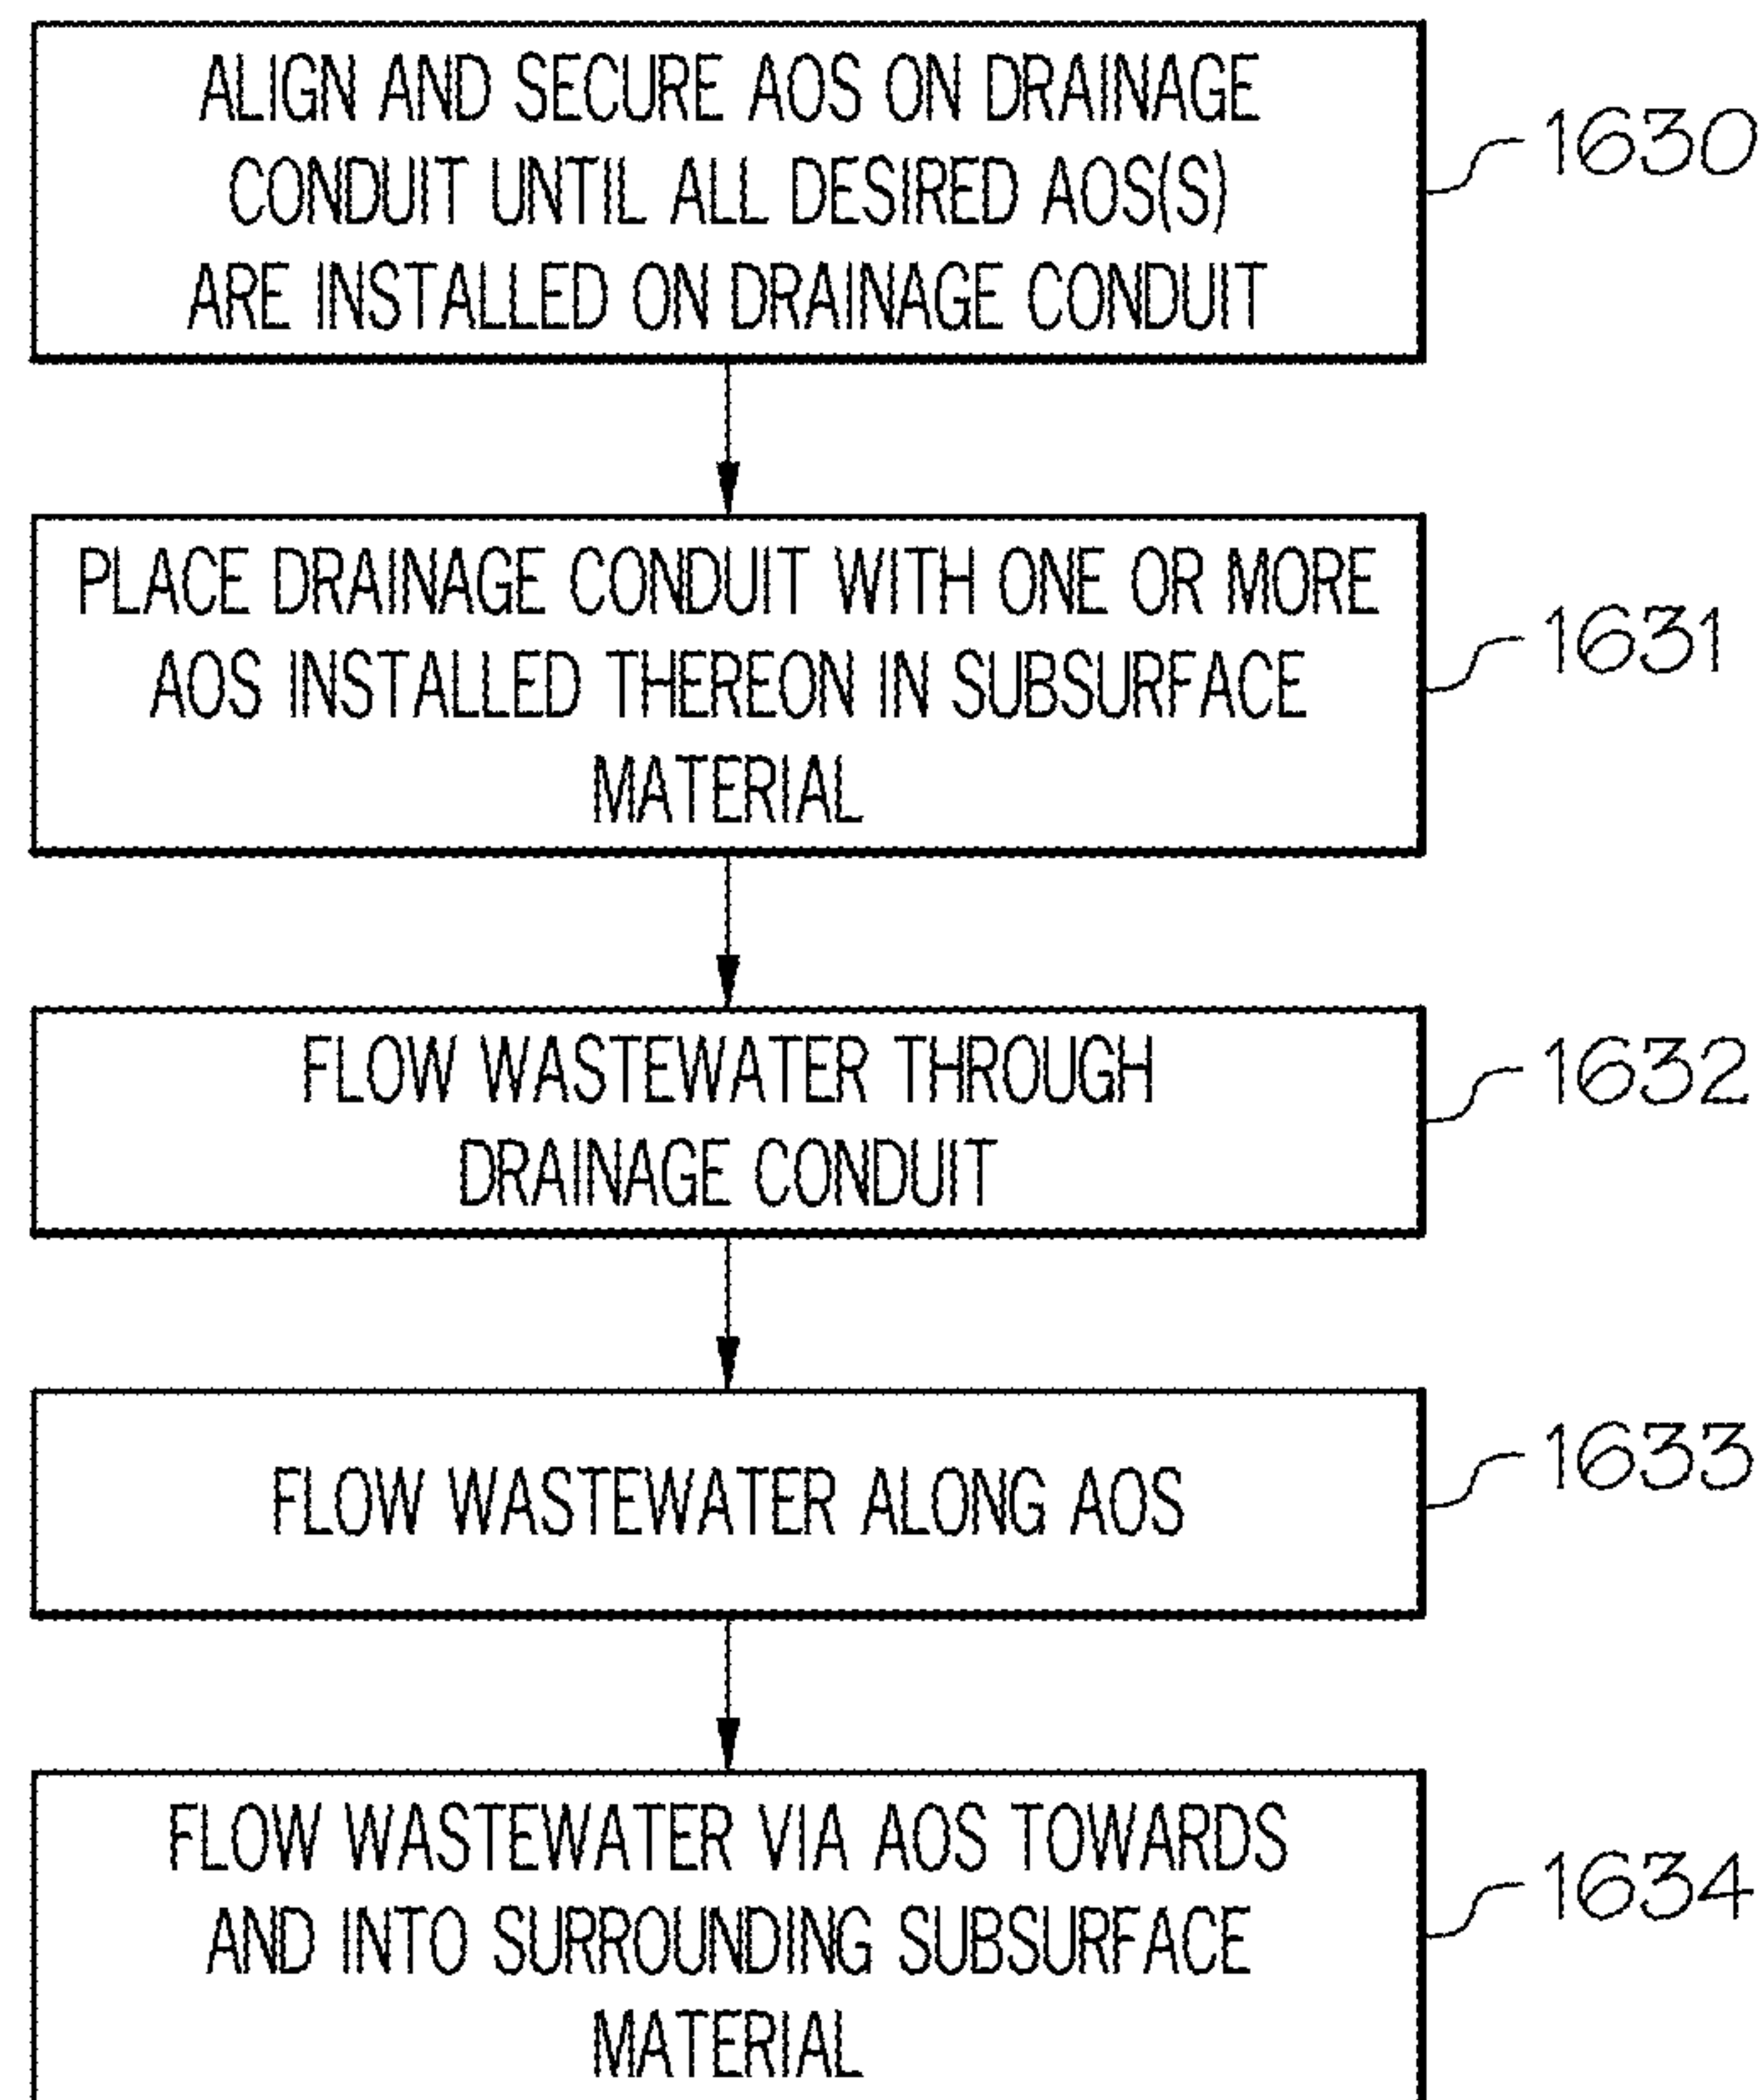 ALIGN AND SECURE AOS ON DRAINAGE
CONDUIT UNTIL ALL DESIRED AOS(S)
ARE INSTALLED ON DRAINAGE CONDUIT
1630
PLACE DRAINAGE CONDUIT WITH ONE OR MORE
AOS INSTALLED THEREON IN SUBSURFACE
MATERIAL
1631
FLOW WASTEWATER THROUGH
DRAINAGE CONDUIT
1632
FLOW WASTEWATER ALONG AOS
1633
FLOW WASTEWATER VIA AOS TOWARDS
AND INTO SURROUNDING SUBSURFACE
MATERIAL
1634